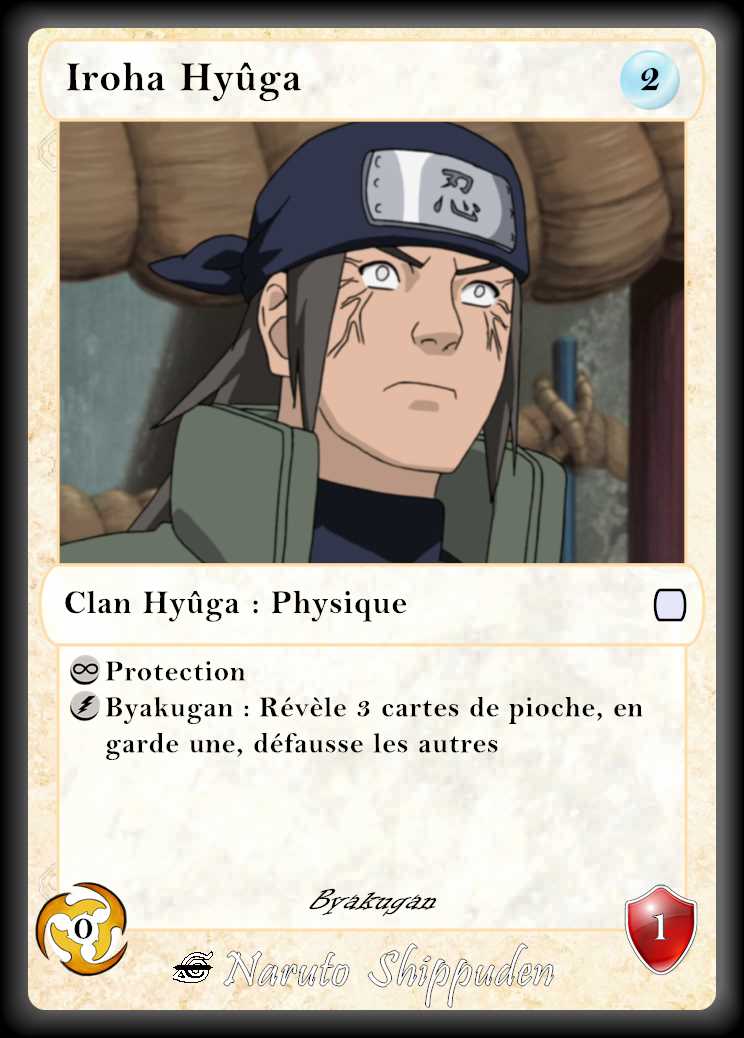 Iroha Hyûga
2
忍
Clan Hyûga : Physique
Protection
Byakugan : Révèle 3 cartes de pioche, en
garde une, défausse les autres
Byakugan
0
1
Naruto Shippuden